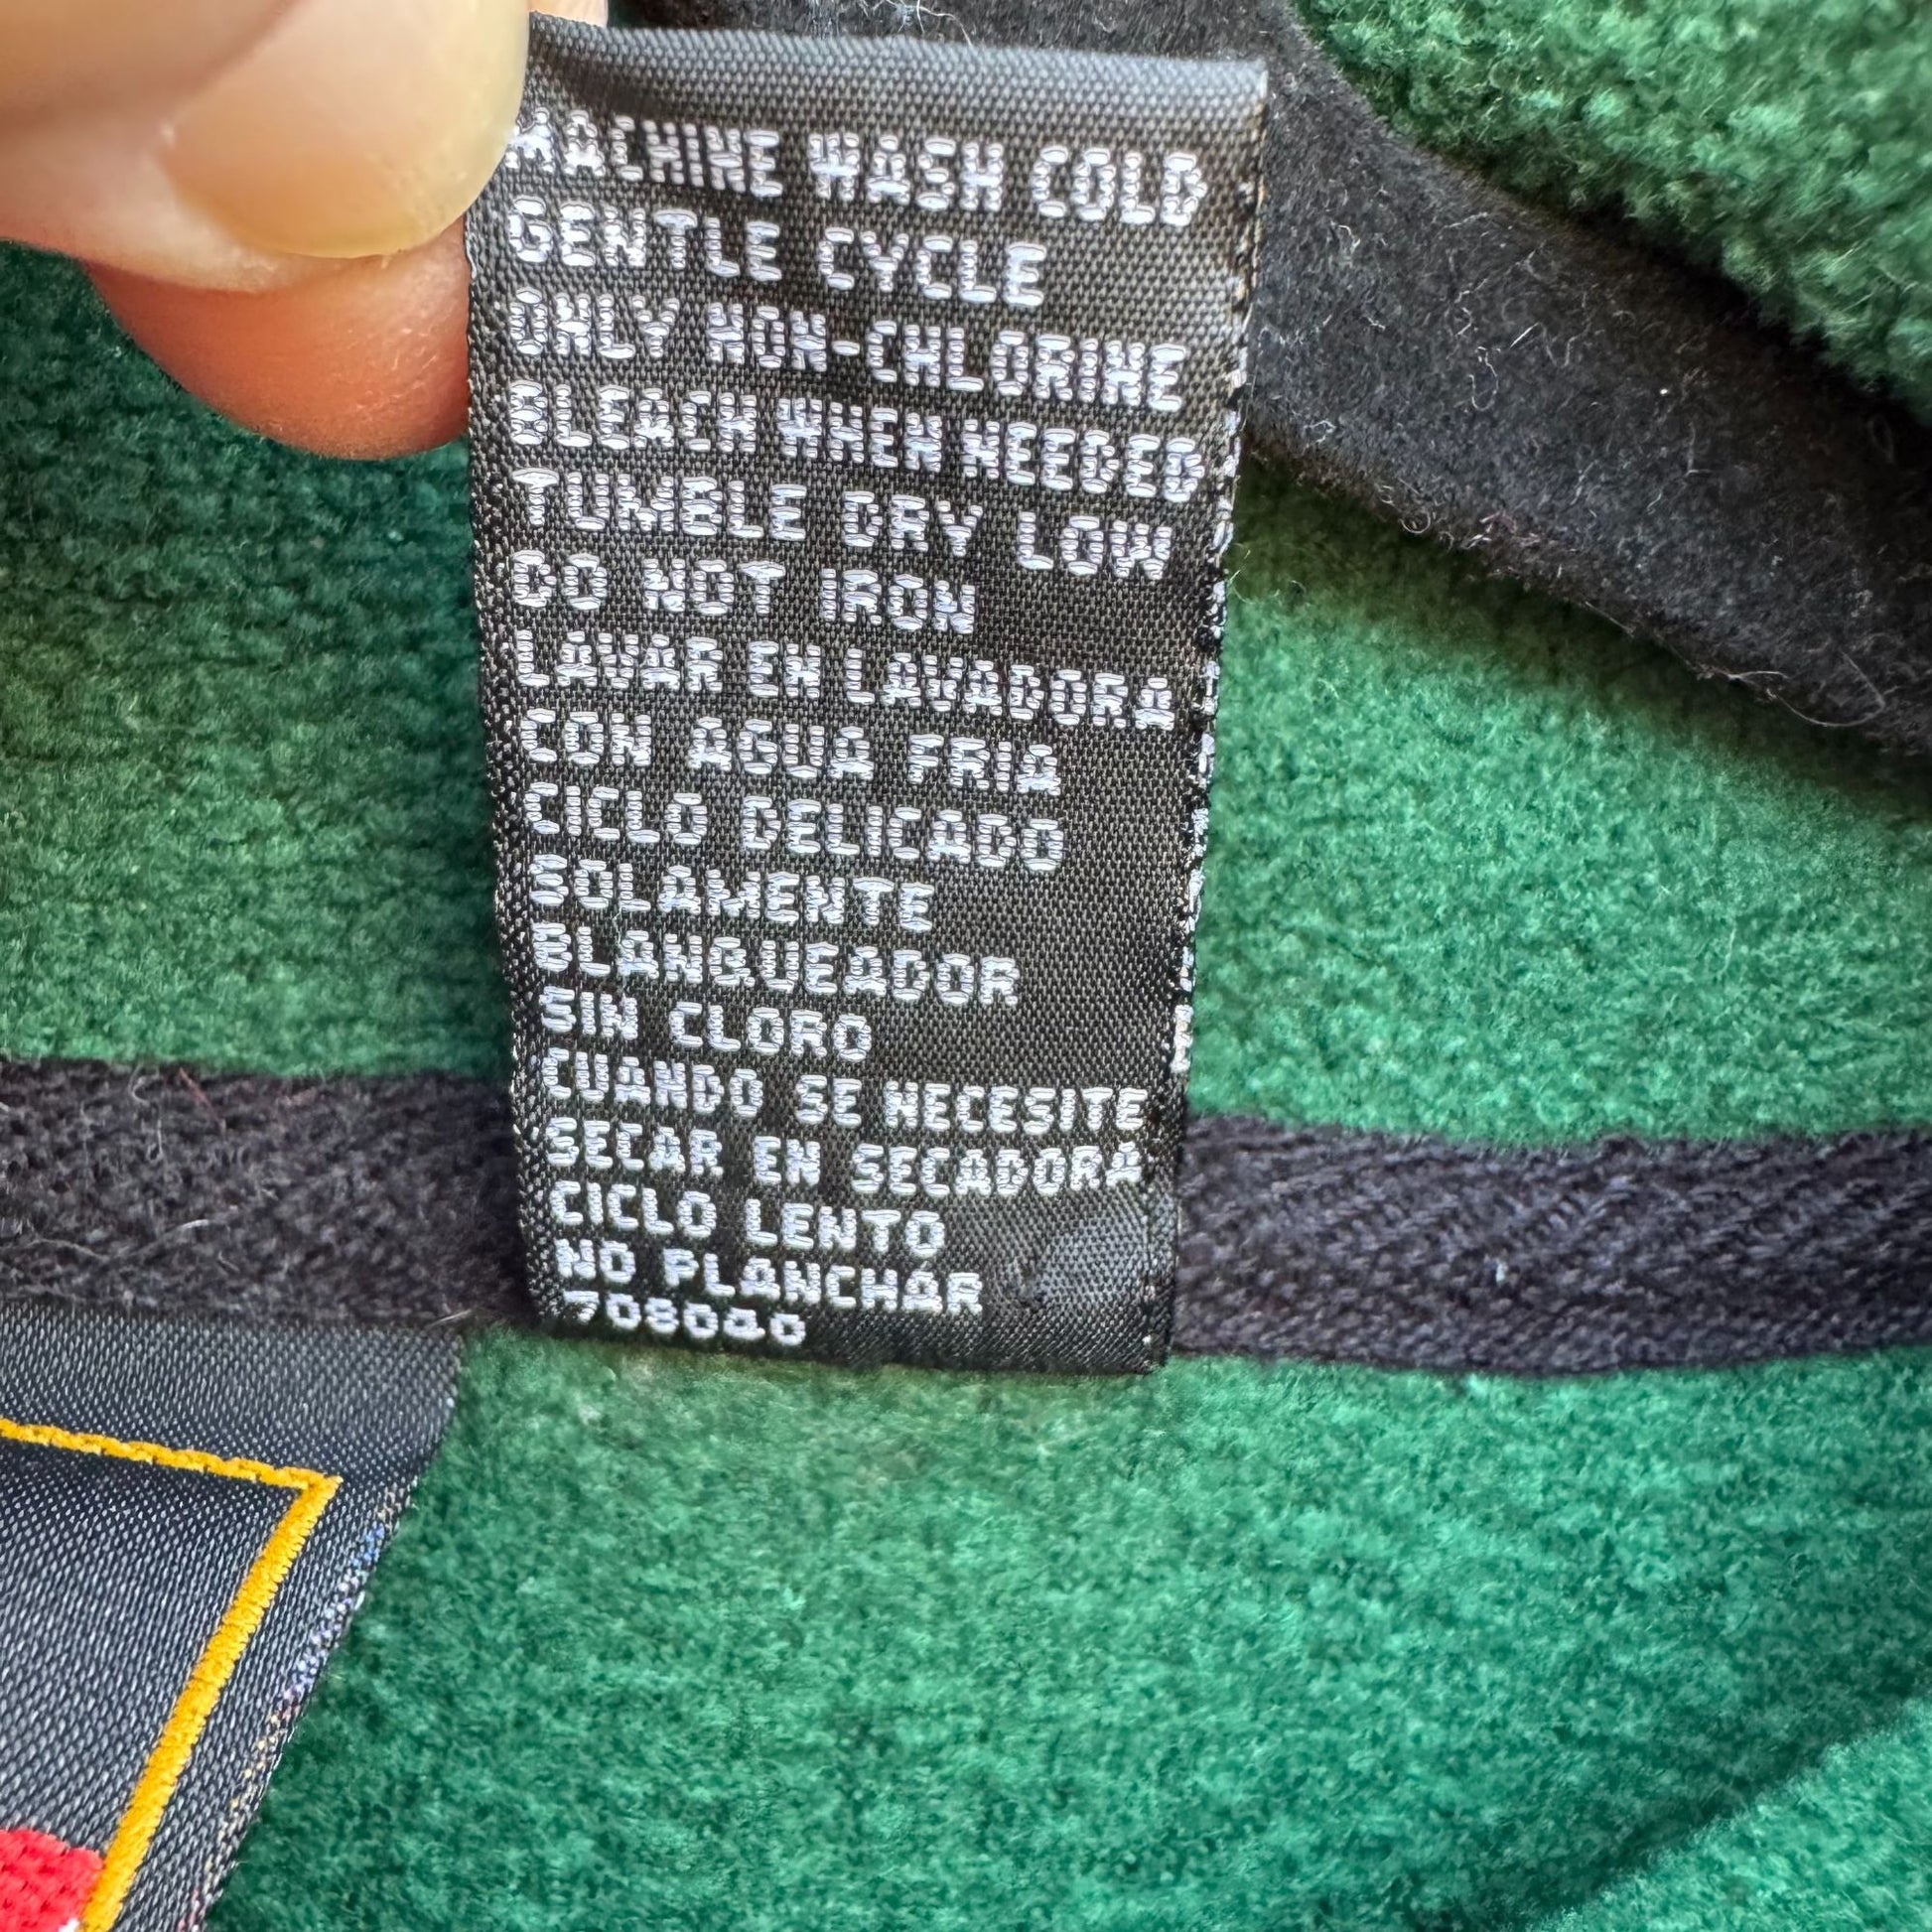 MACHINE WASH COLD
GENTLE CYCLE
ONLY NON-CHLORINE
BLEACH WHEN NEEDED
TUMBLE DRY LOW
DO NOT IRON
LAVAR EN LAVADORA
CON AGUA FRIA
CICLO DELICADO
SOLAMENTE
BLANQUEADOR
SIN CLORO
CUANDO SE NECESITE
SECAR EN SECADORA
CICLO LENTO
NO PLANCHAR
708040